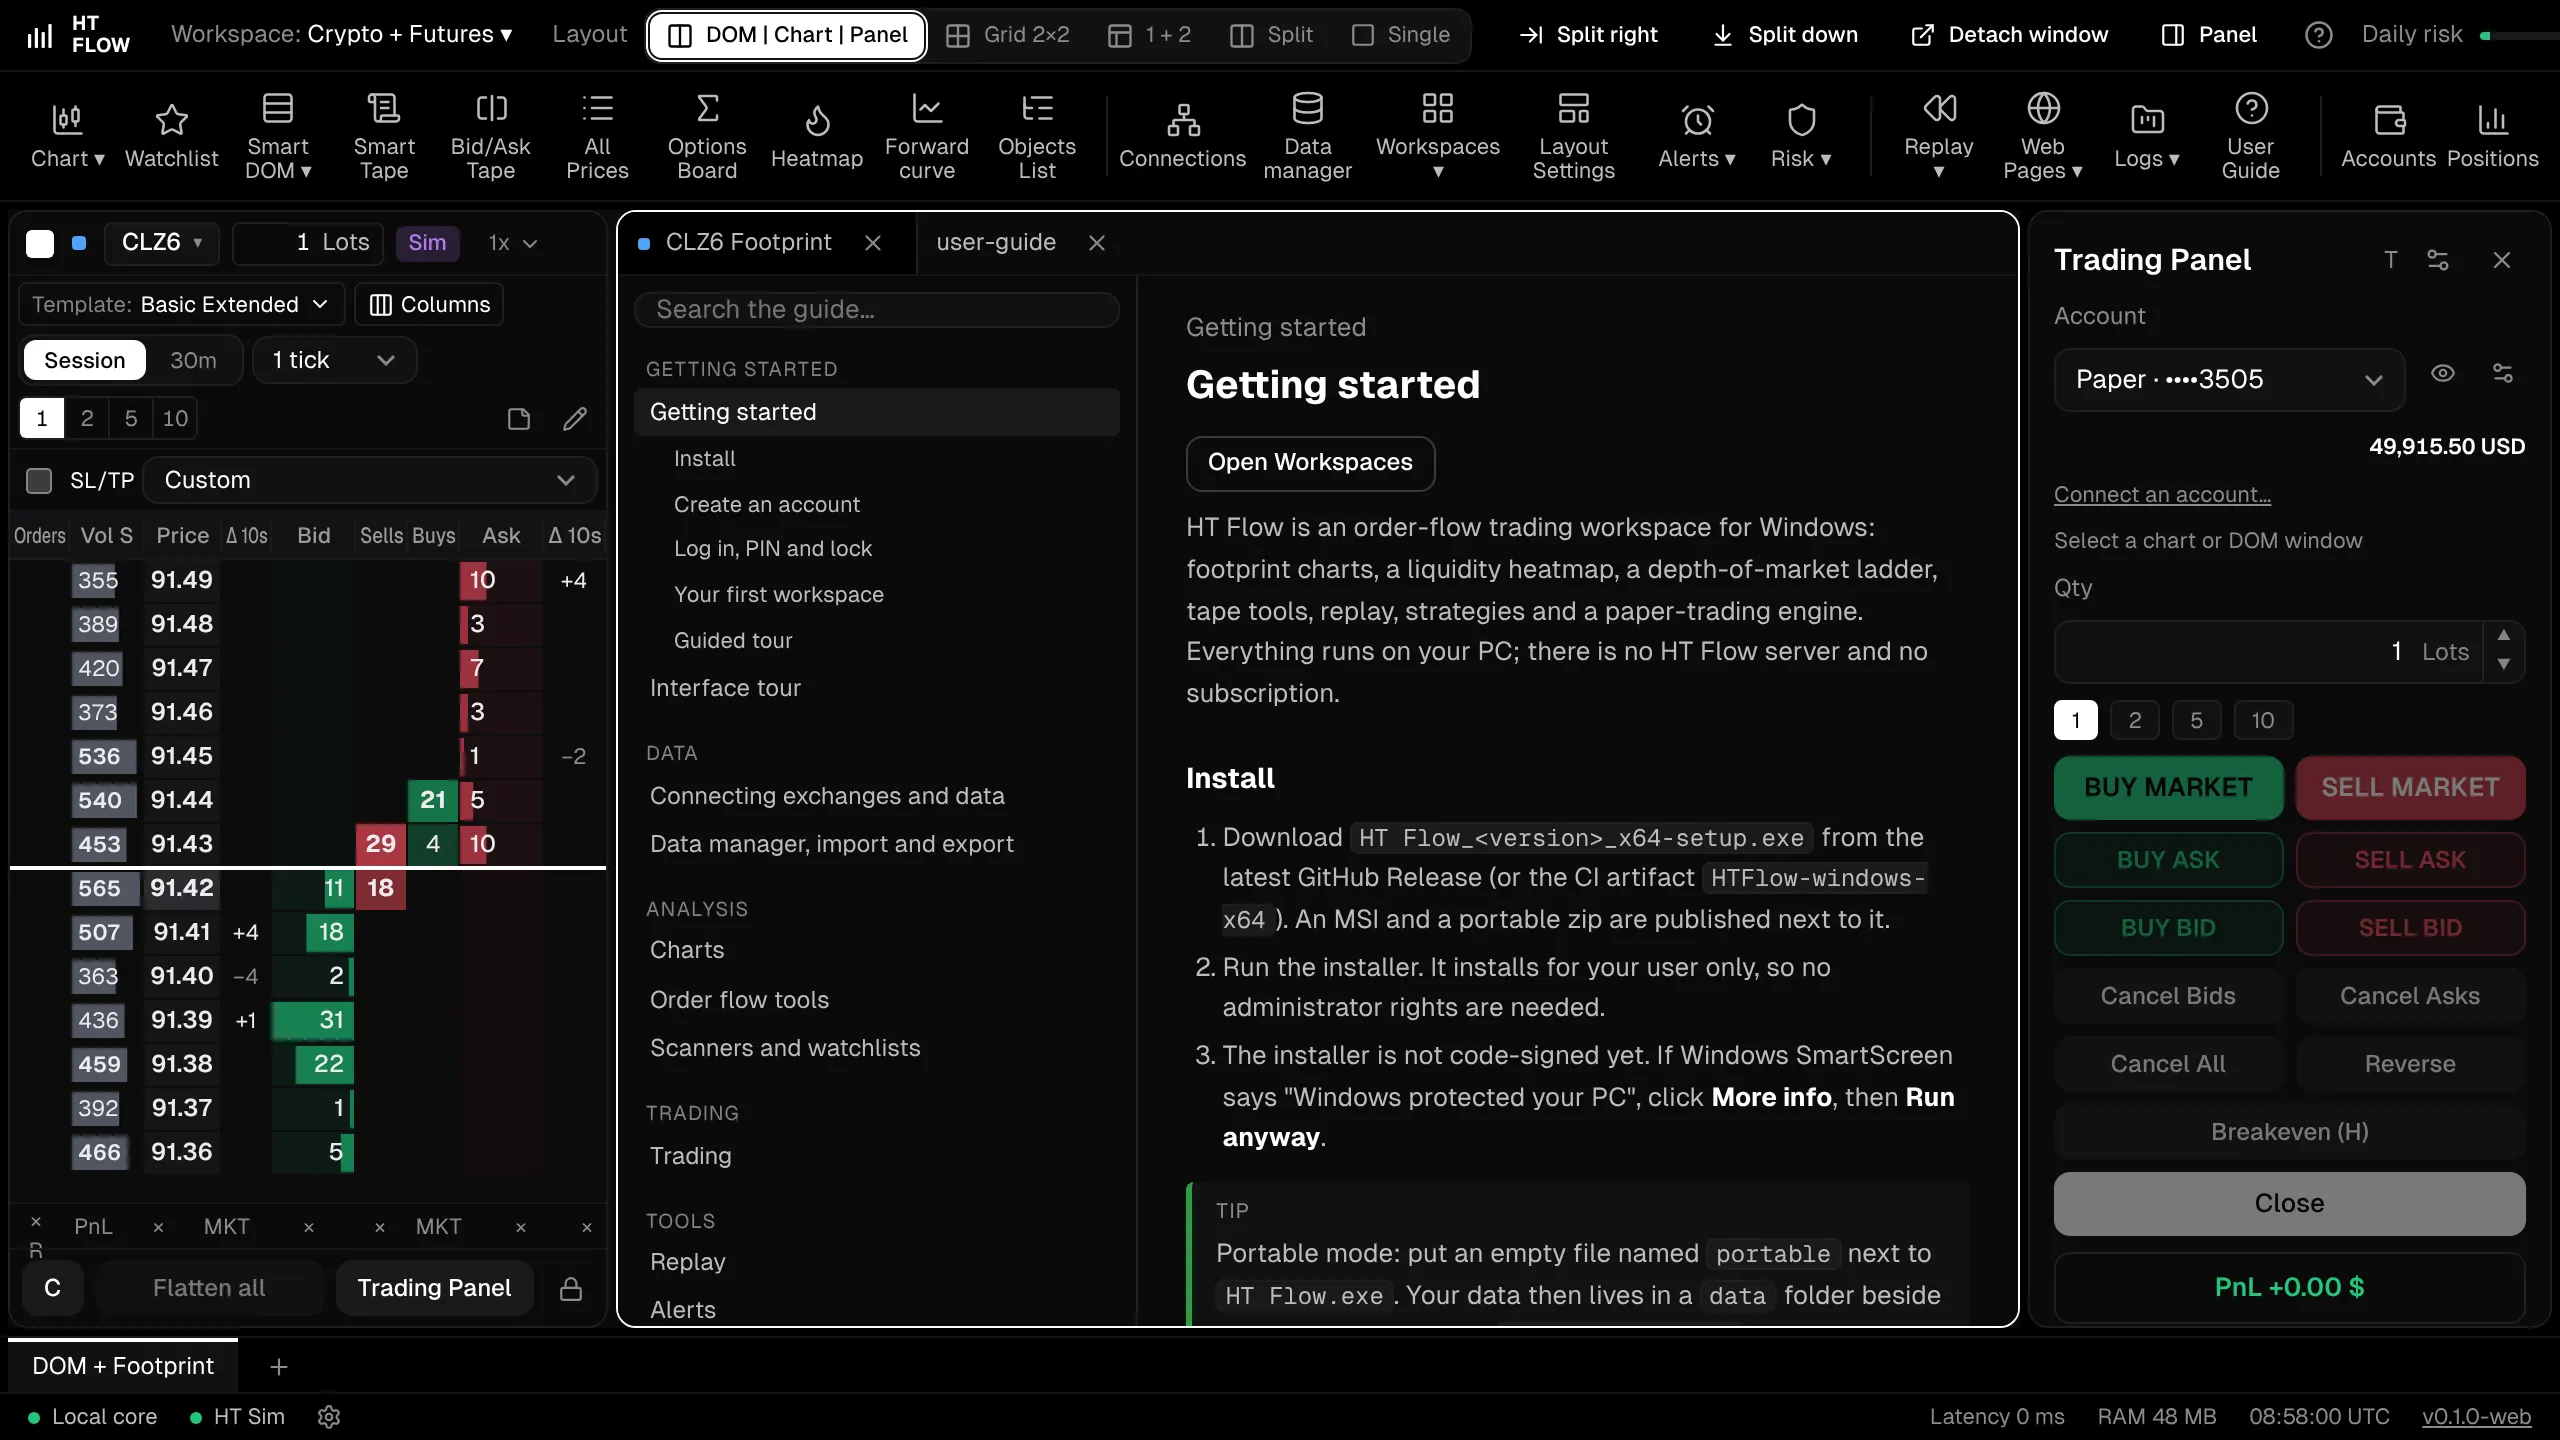 HT FLOW
Workspace: Crypto + Futures ▾ Layout DOM | Chart | Panel Grid 2×2 1 + 2 Split Single Split right Split down Detach window Panel Daily risk
Chart ▾ Watchlist Smart DOM ▾ Smart Tape Bid/Ask Tape All Prices Options Board Heatmap Forward curve Objects List Connections Data manager Workspaces ▾ Layout Settings Alerts ▾ Risk ▾ Replay ▾ Web Pages ▾ Logs ▾ User Guide Accounts Positions
CLZ6 ▾ 1 Lots Sim 1x
Template: Basic Extended Columns
Session 30m 1 tick
1 2 5 10
SL/TP Custom
Orders Vol S Price Δ 10s Bid Sells Buys Ask Δ 10s
355 91.49 10 +4
389 91.48 3
420 91.47 7
373 91.46 3
536 91.45 1 −2
540 91.44 21 5
453 91.43 29 4 10
565 91.42 11 18
507 91.41 +4 18
363 91.40 −4 2
436 91.39 +1 31
459 91.38 22
392 91.37 1
466 91.36 5
× PnL × MKT × × MKT × ×
R
C Flatten all Trading Panel
CLZ6 Footprint × user-guide ×
Search the guide…
GETTING STARTED
Getting started
Install
Create an account
Log in, PIN and lock
Your first workspace
Guided tour
Interface tour
DATA
Connecting exchanges and data
Data manager, import and export
ANALYSIS
Charts
Order flow tools
Scanners and watchlists
TRADING
Trading
TOOLS
Replay
Alerts
Getting started
Getting started
Open Workspaces
HT Flow is an order-flow trading workspace for Windows:
footprint charts, a liquidity heatmap, a depth-of-market ladder,
tape tools, replay, strategies and a paper-trading engine.
Everything runs on your PC; there is no HT Flow server and no
subscription.
Install
1. Download HT Flow_<version>_x64-setup.exe from the
latest GitHub Release (or the CI artifact HTFlow-windows-
x64 ). An MSI and a portable zip are published next to it.
2. Run the installer. It installs for your user only, so no
administrator rights are needed.
3. The installer is not code-signed yet. If Windows SmartScreen
says "Windows protected your PC", click More info, then Run
anyway.
TIP
Portable mode: put an empty file named portable next to
HT Flow.exe . Your data then lives in a data folder beside
Trading Panel T ×
Account
Paper · ••••3505
49,915.50 USD
Connect an account…
Select a chart or DOM window
Qty
1 Lots ▲ ▼
1 2 5 10
BUY MARKET SELL MARKET
BUY ASK SELL ASK
BUY BID SELL BID
Cancel Bids Cancel Asks
Cancel All Reverse
Breakeven (H)
Close
PnL +0.00 $
DOM + Footprint +
Local core HT Sim Latency 0 ms RAM 48 MB 08:58:00 UTC v0.1.0-web